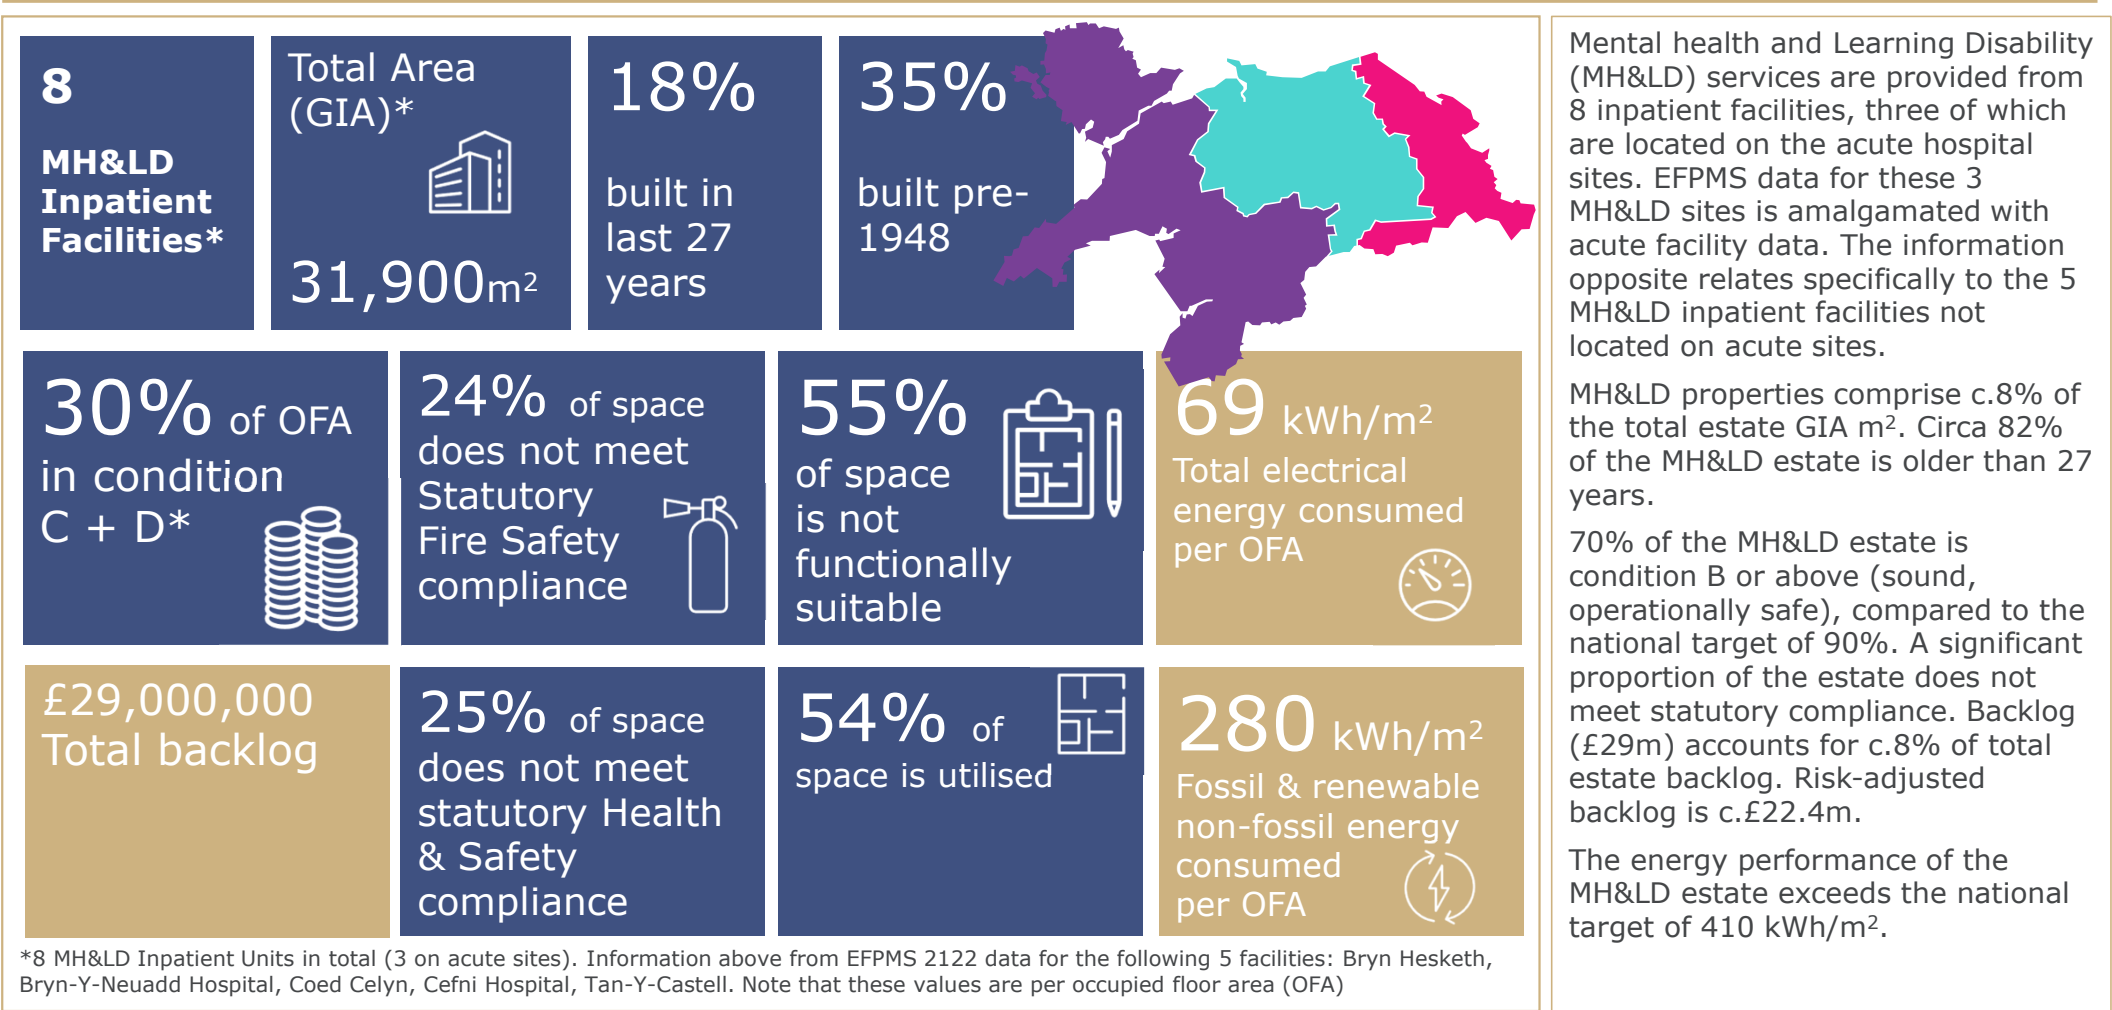 8
MH&LD
Inpatient
Facilities*
Total Area
(GIA)*
31,900m²
18%
built in
last 27
years
35%
built pre-
1948
30% of OFA
in condition
C + D*
24% of space
does not meet
Statutory
Fire Safety
compliance
55%
of space
is not
functionally
suitable
69 kWh/m²
Total electrical
energy consumed
per OFA
£29,000,000
Total backlog
25% of space
does not meet
statutory Health
& Safety
compliance
54% of
space is utilised
280 kWh/m²
Fossil & renewable
non-fossil energy
consumed
per OFA
*8 MH&LD Inpatient Units in total (3 on acute sites). Information above from EFPMS 2122 data for the following 5 facilities: Bryn Hesketh,
Bryn-Y-Neuadd Hospital, Coed Celyn, Cefni Hospital, Tan-Y-Castell. Note that these values are per occupied floor area (OFA)
Mental health and Learning Disability
(MH&LD) services are provided from
8 inpatient facilities, three of which
are located on the acute hospital
sites. EFPMS data for these 3
MH&LD sites is amalgamated with
acute facility data. The information
opposite relates specifically to the 5
MH&LD inpatient facilities not
located on acute sites.
MH&LD properties comprise c.8% of
the total estate GIA m². Circa 82%
of the MH&LD estate is older than 27
years.
70% of the MH&LD estate is
condition B or above (sound,
operationally safe), compared to the
national target of 90%. A significant
proportion of the estate does not
meet statutory compliance. Backlog
(£29m) accounts for c.8% of total
estate backlog. Risk-adjusted
backlog is c.£22.4m.
The energy performance of the
MH&LD estate exceeds the national
target of 410 kWh/m².